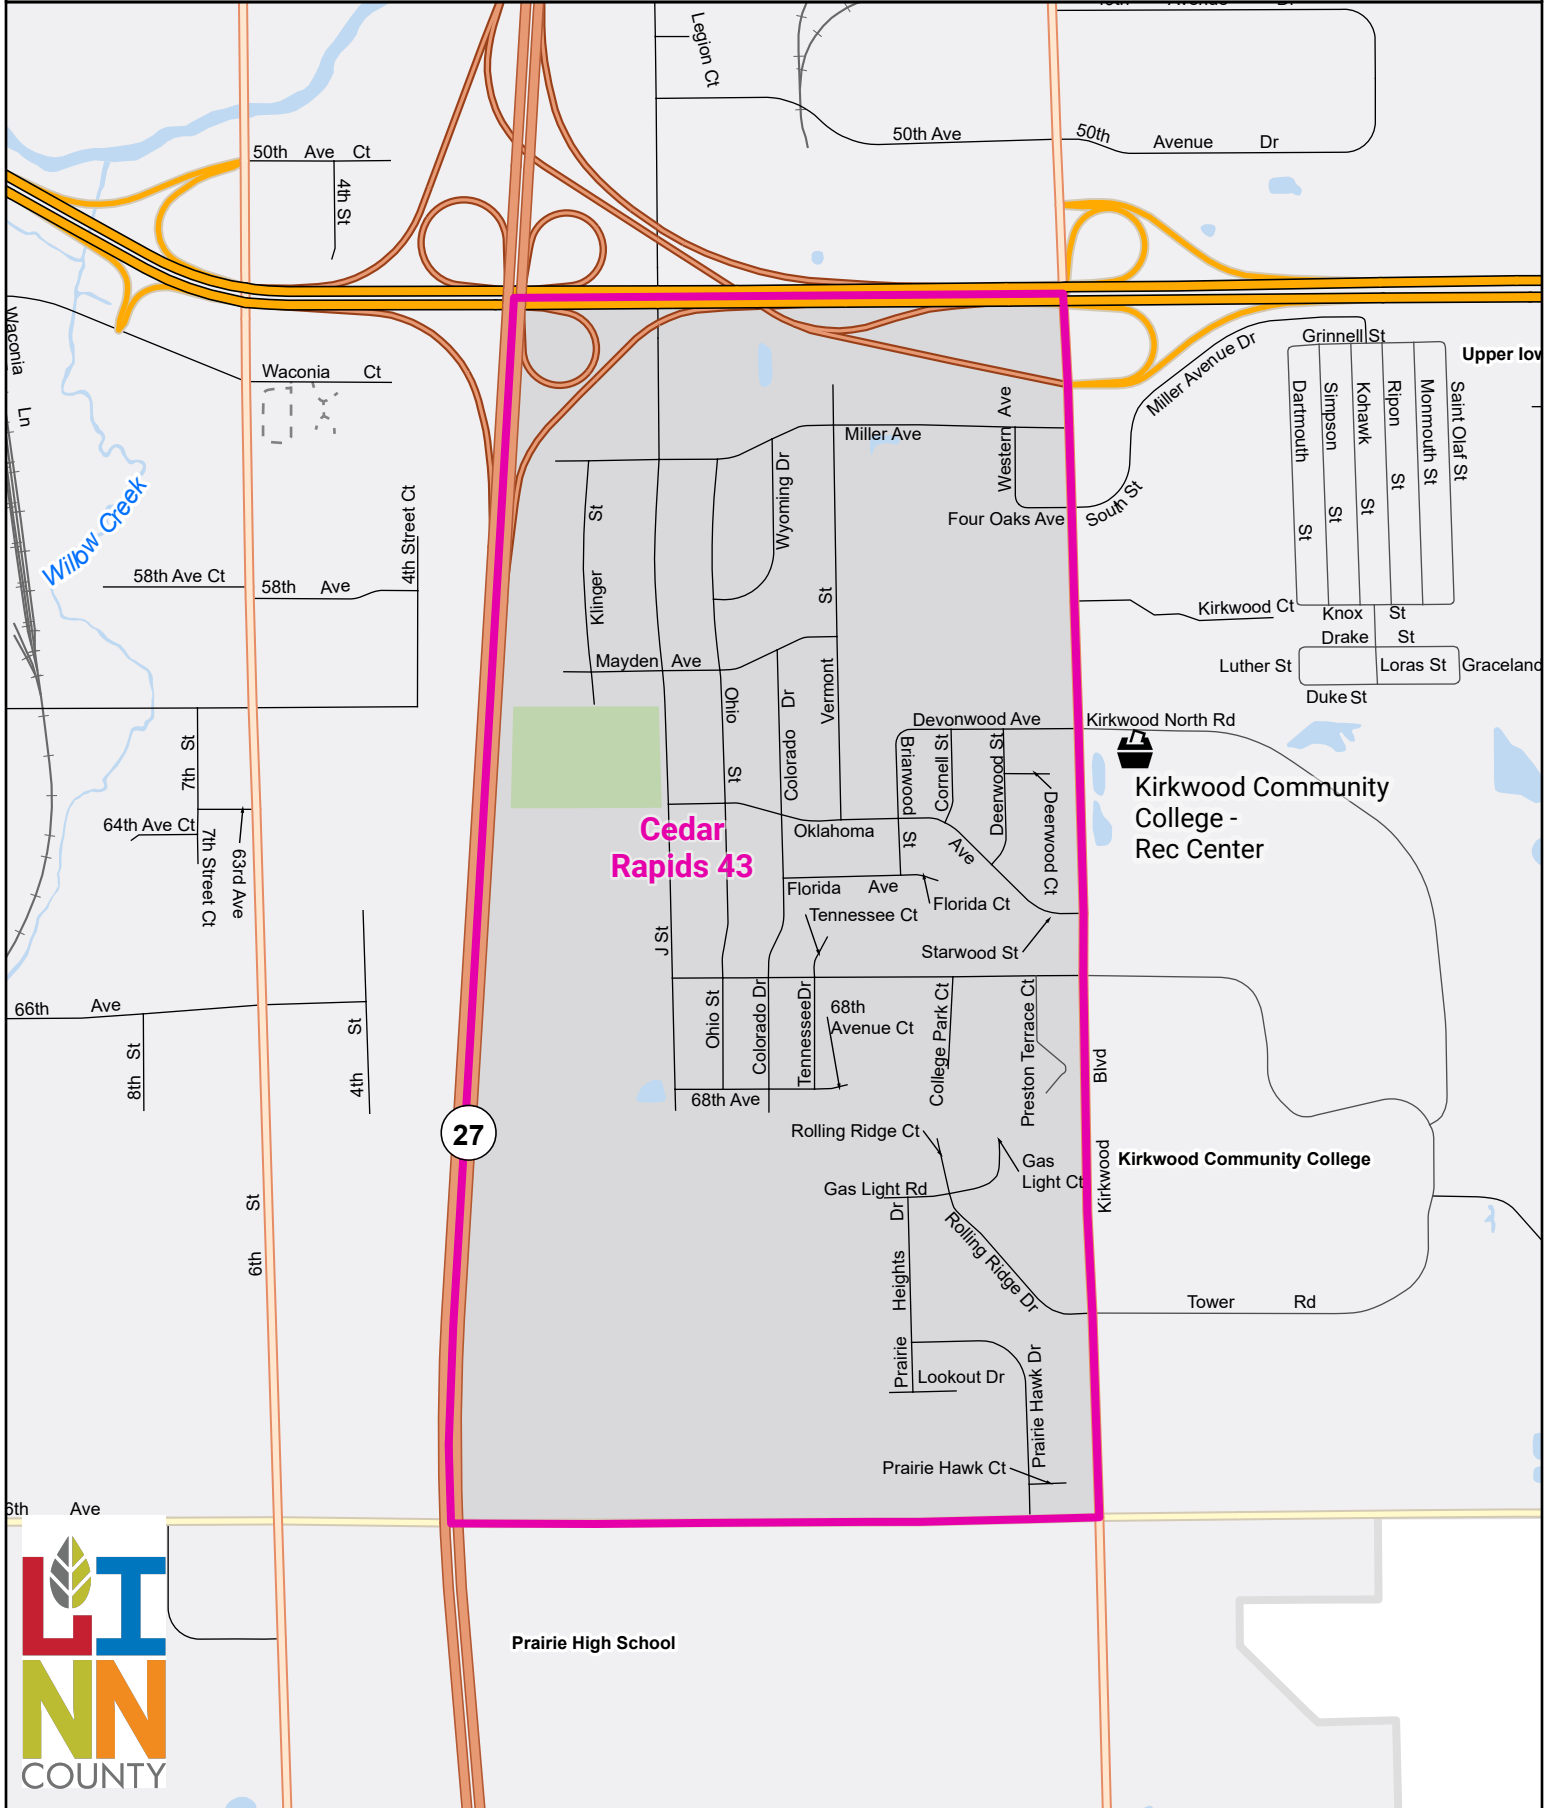 Avenue Dr
Legion Ct
50th Ave
50th Avenue Dr
50th Ave Ct
4th St
Waconia Ln
Waconia Ct
Willow Creek
Grinnell St
Upper Iow
Miller Avenue Dr
Dartmouth St
Simpson St
Kohawk St
Ripon St
Monmouth St
Saint Olaf St
Miller Ave
Western Ave
Wyoming Dr
Four Oaks Ave
South St
4th Street Ct
58th Ave Ct
58th Ave
Klinger St
Vermont St
Kirkwood Ct
Knox St
Drake St
Luther St
Loras St
Graceland
Duke St
Mayden Ave
Ohio St
Colorado Dr
Devonwood Ave
Kirkwood North Rd
Briarwood St
Cornell St
Deerwood St
Deerwood Ct
Kirkwood Community
College -
Rec Center
7th St
64th Ave Ct
7th Street Ct
63rd Ave
Cedar
Rapids 43
Oklahoma Ave
Florida Ave
Florida Ct
Tennessee Ct
Starwood St
J St
66th Ave
8th St
4th St
Ohio St
Colorado Dr
Tennessee Dr
68th
Avenue Ct
College Park Ct
Preston Terrace Ct
68th Ave
Kirkwood Blvd
27
Rolling Ridge Ct
Gas
Light Ct
Kirkwood Community College
Gas Light Rd
6th St
Prairie Heights Dr
Rolling Ridge Dr
Tower Rd
Lookout Dr
Prairie Hawk Dr
Prairie Hawk Ct
6th Ave
LINN
COUNTY
Prairie High School